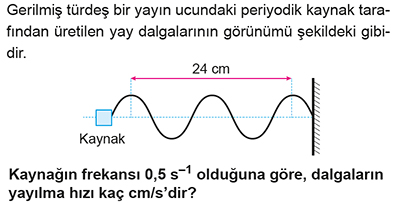 Gerilmiş türdeş bir yayın ucundaki periyodik kaynak tara-
fından üretilen yay dalgalarının görünümü şekildeki gibi-
dir.
24 cm
Kaynak
Kaynağın frekansı 0,5 s⁻¹ olduğuna göre, dalgaların
yayılma hızı kaç cm/s'dir?